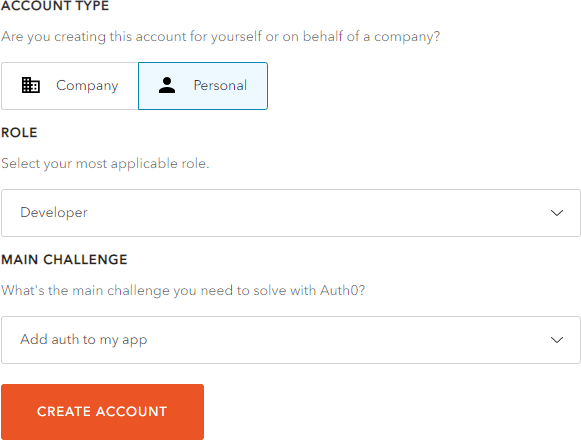 ACCOUNT TYPE
Are you creating this account for yourself or on behalf of a company?
Company Personal
ROLE
Select your most applicable role.
Developer
MAIN CHALLENGE
What's the main challenge you need to solve with Auth0?
Add auth to my app
CREATE ACCOUNT